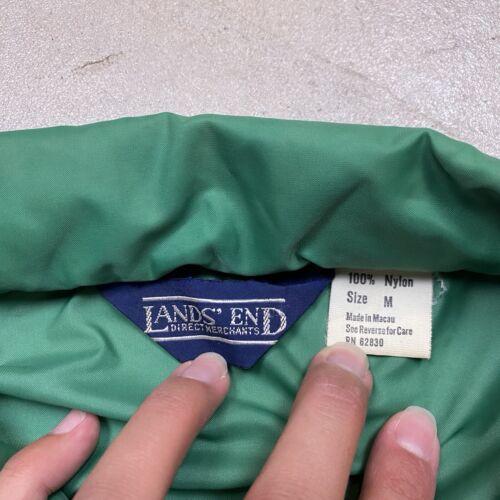 LANDS' END
DIRECT MERCHANTS
100% Nylon
Size M
Made in Macau
See Reverse for Care
RN 62830